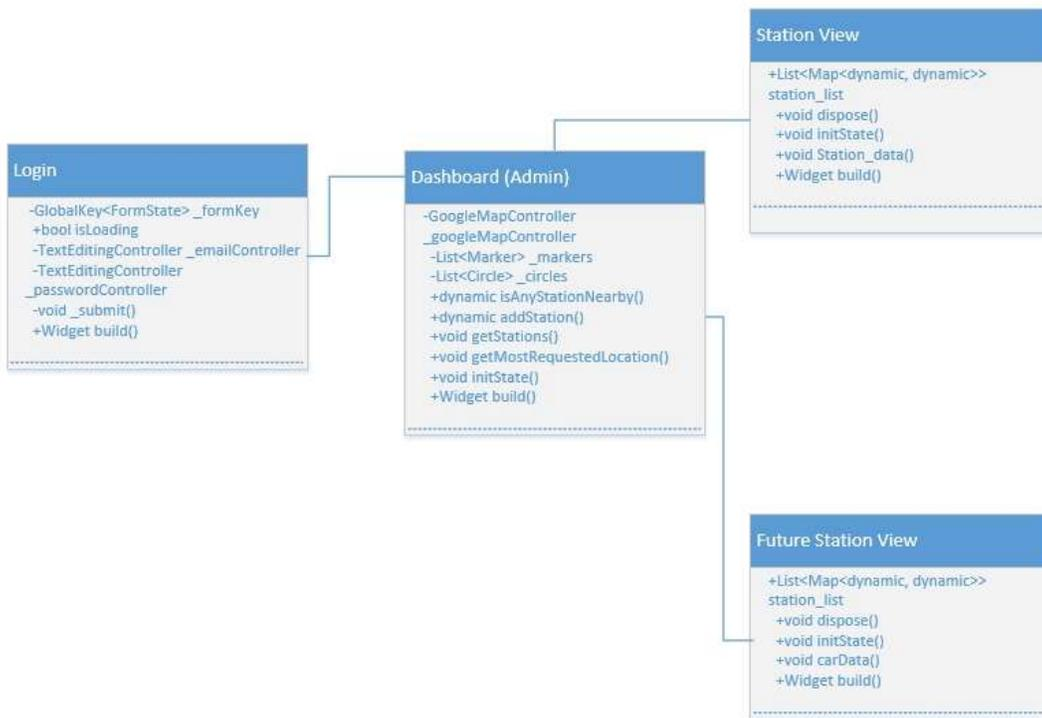 Station View
+List<Map<dynamic, dynamic>>
station_list
+void dispose()
+void initState()
+void Station_data()
+Widget build()
Login
-GlobalKey<FormState> _formKey
+bool isLoading
-TextEditingController _emailController
-TextEditingController
_passwordController
-void _submit()
+Widget build()
Dashboard (Admin)
-GoogleMapController
_googleMapController
-List<Marker> _markers
-List<Circle> _circles
+dynamic isAnyStationNearby()
+dynamic addStation()
+void getStations()
+void getMostRequestedLocation()
+void initState()
+Widget build()
Future Station View
+List<Map<dynamic, dynamic>>
station_list
+void dispose()
+void initState()
+void carData()
+Widget build()